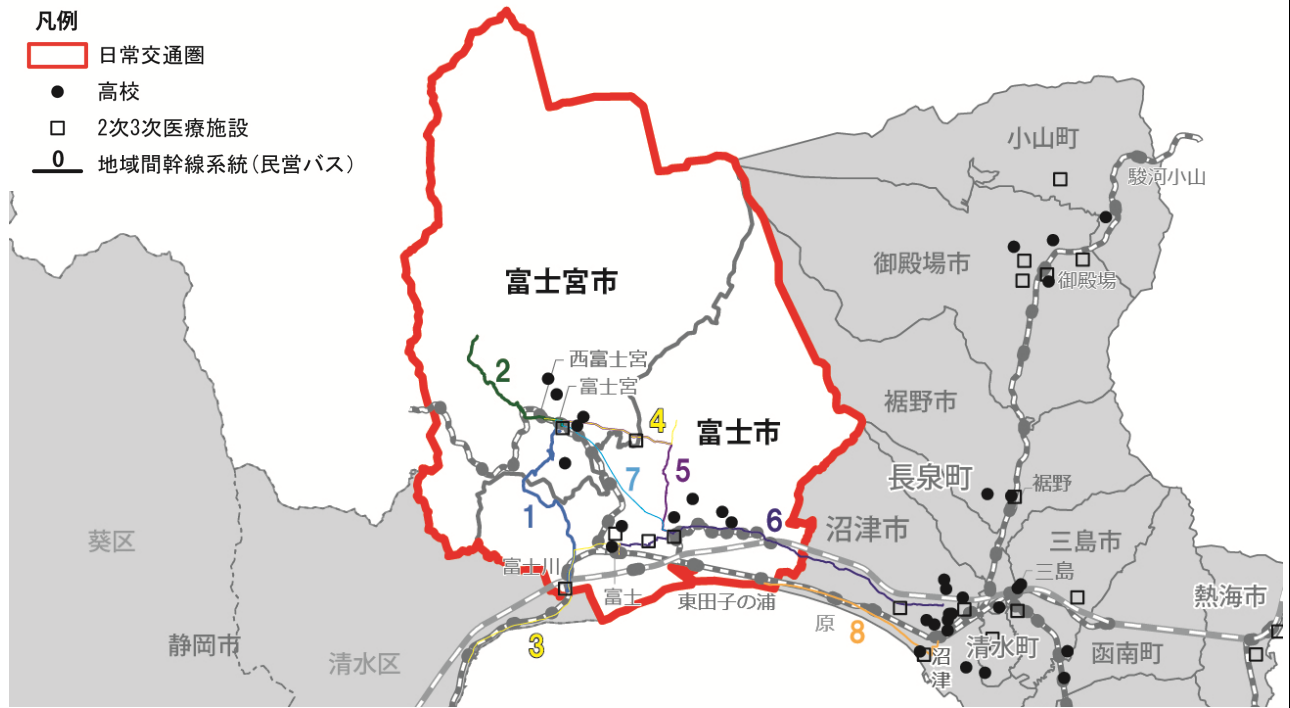 凡例
日常交通圏
高校
2次3次医療施設
0
地域間幹線系統(民営バス)
小山町
駿河小山
御殿場市
御殿場
富士宮市
西富士宮
富士宮
2
4
富士市
裾野市
5
7
長泉町
裾野
1
6
沼津市
葵区
三島市
富士川
三島
富士
東田子の浦
熱海市
原
8
静岡市
3
清水区
沼津
清水町
函南町